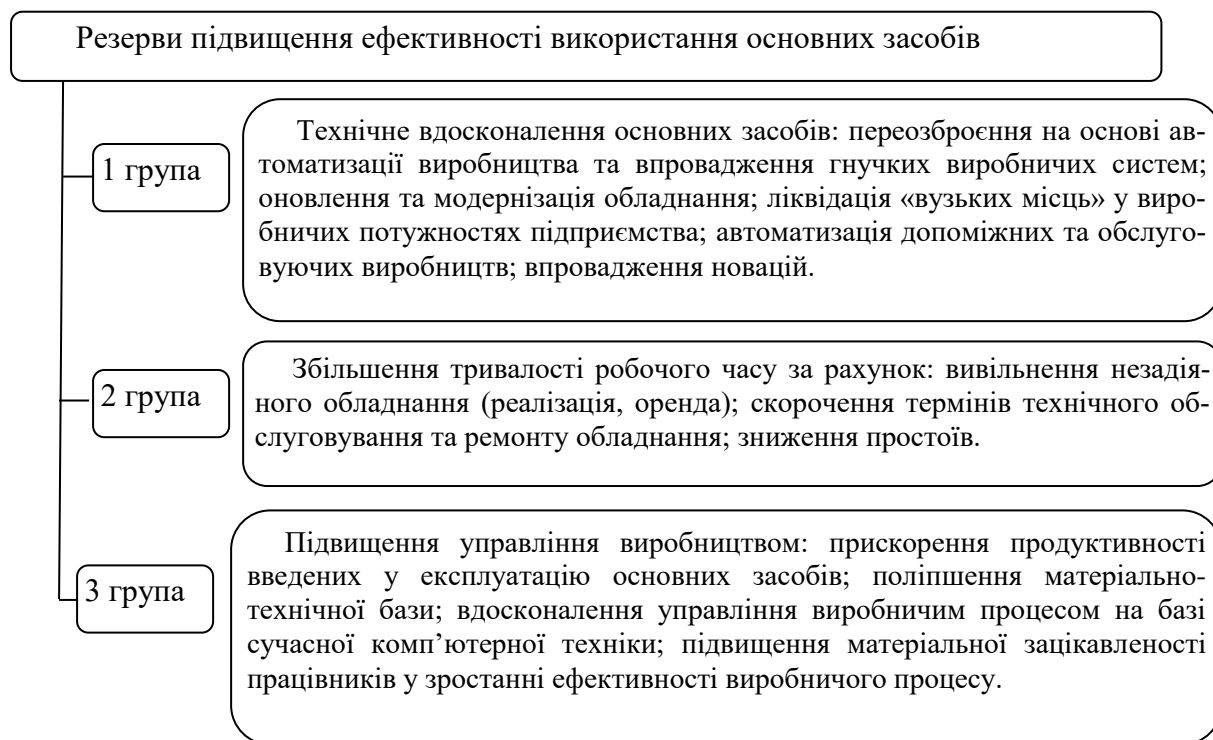 Резерви підвищення ефективності використання основних засобів
1 група
Технічне вдосконалення основних засобів: переозброєння на основі ав-
томатизації виробництва та впровадження гнучких виробничих систем;
оновлення та модернізація обладнання; ліквідація «вузьких місць» у виро-
бничих потужностях підприємства; автоматизація допоміжних та обслуго-
вуючих виробництв; впровадження новацій.
2 група
Збільшення тривалості робочого часу за рахунок: вивільнення незадія-
ного обладнання (реалізація, оренда); скорочення термінів технічного об-
слуговування та ремонту обладнання; зниження простоїв.
3 група
Підвищення управління виробництвом: прискорення продуктивності
введених у експлуатацію основних засобів; поліпшення матеріально-
технічної бази; вдосконалення управління виробничим процесом на базі
сучасної комп’ютерної техніки; підвищення матеріальної зацікавленості
працівників у зростанні ефективності виробничого процесу.